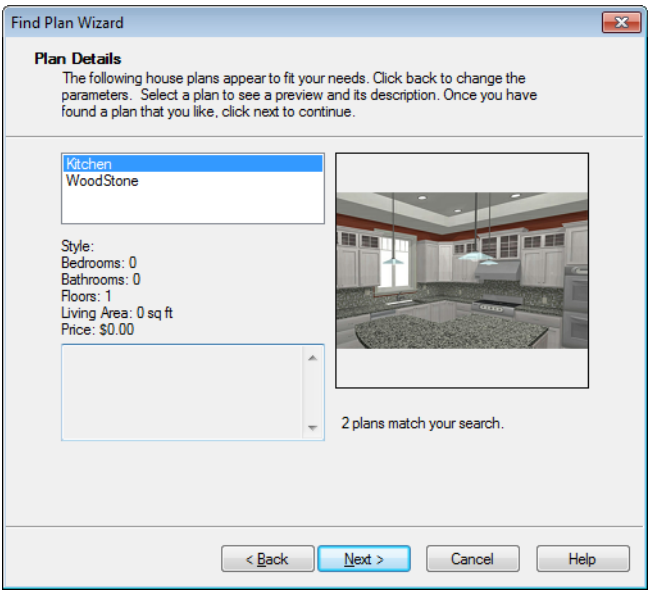 Find Plan Wizard
Plan Details
The following house plans appear to fit your needs. Click back to change the
parameters.  Select a plan to see a preview and its description. Once you have
found a plan that you like, click next to continue.
Kitchen
WoodStone
Style:
Bedrooms: 0
Bathrooms: 0
Floors: 1
Living Area: 0 sq ft
Price: $0.00
2 plans match your search.
< Back
Next >
Cancel
Help